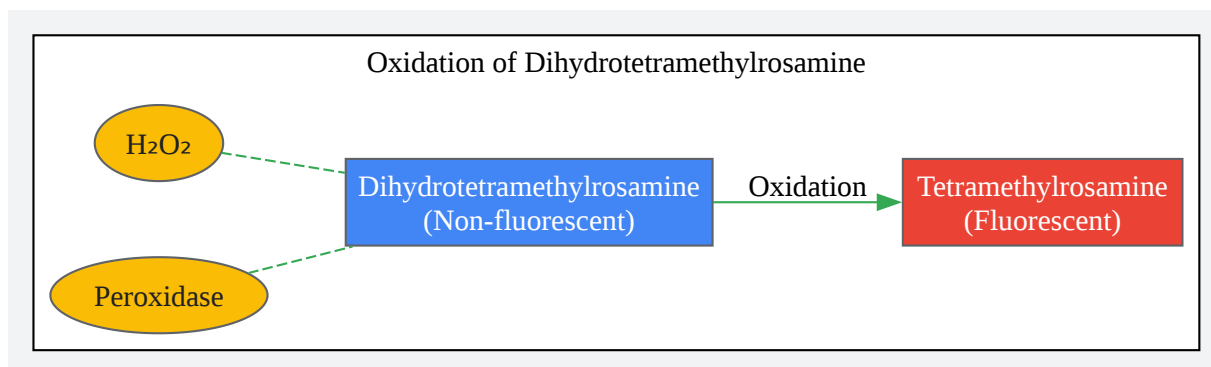 Oxidation of Dihydrotetramethylrosamine
H₂O₂
Dihydrotetramethylrosamine
(Non-fluorescent)
Oxidation
Tetramethylrosamine
(Fluorescent)
Peroxidase